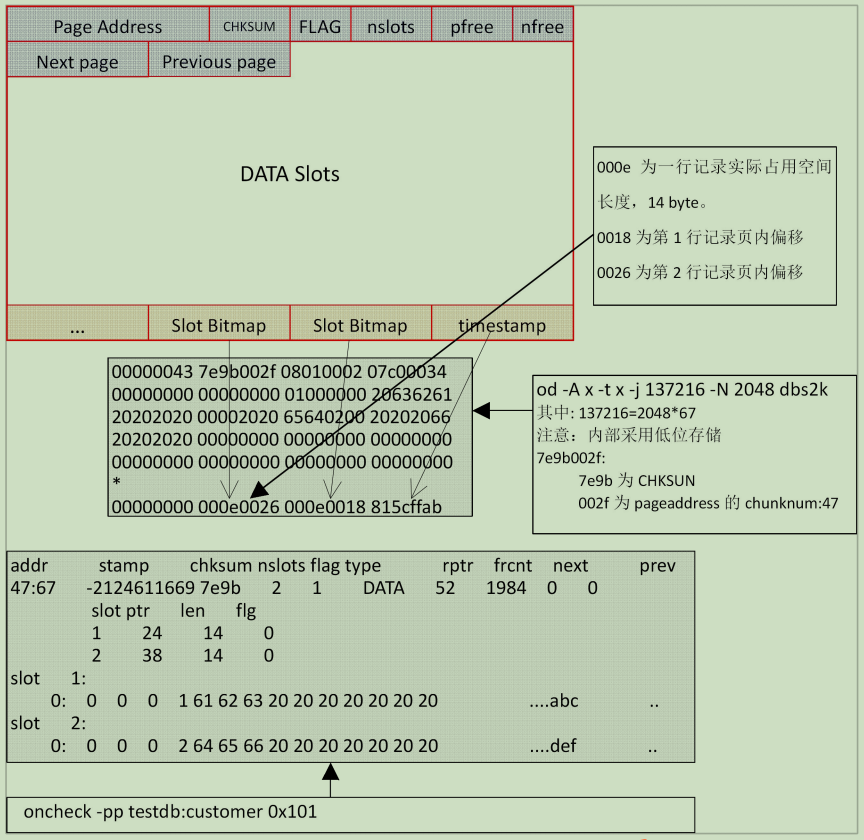 Page Address CHKSUM FLAG nslots pfree nfree
Next page Previous page
DATA Slots
... Slot Bitmap Slot Bitmap timestamp
000e 为一行记录实际占用空间
长度，14 byte。
0018 为第 1 行记录页内偏移
0026 为第 2 行记录页内偏移
00000043 7e9b002f 08010002 07c00034
00000000 00000000 01000000 20636261
20202020 00002020 65640200 20202066
20202020 00000000 00000000 00000000
00000000 00000000 00000000 00000000
*
00000000 000e0026 000e0018 815cffab
od -A x -t x -j 137216 -N 2048 dbs2k
其中: 137216=2048*67
注意：内部采用低位存储
7e9b002f:
7e9b 为 CHKSUN
002f 为 pageaddress 的 chunknum:47
addr stamp chksum nslots flag type rptr frcnt next prev
47:67 -2124611669 7e9b 2 1 DATA 52 1984 0 0
slot ptr len flg
1 24 14 0
2 38 14 0
slot 1:
0: 0 0 0 1 61 62 63 20 20 20 20 20 20 20 ....abc ..
slot 2:
0: 0 0 0 2 64 65 66 20 20 20 20 20 20 20 ....def ..
oncheck -pp testdb:customer 0x101